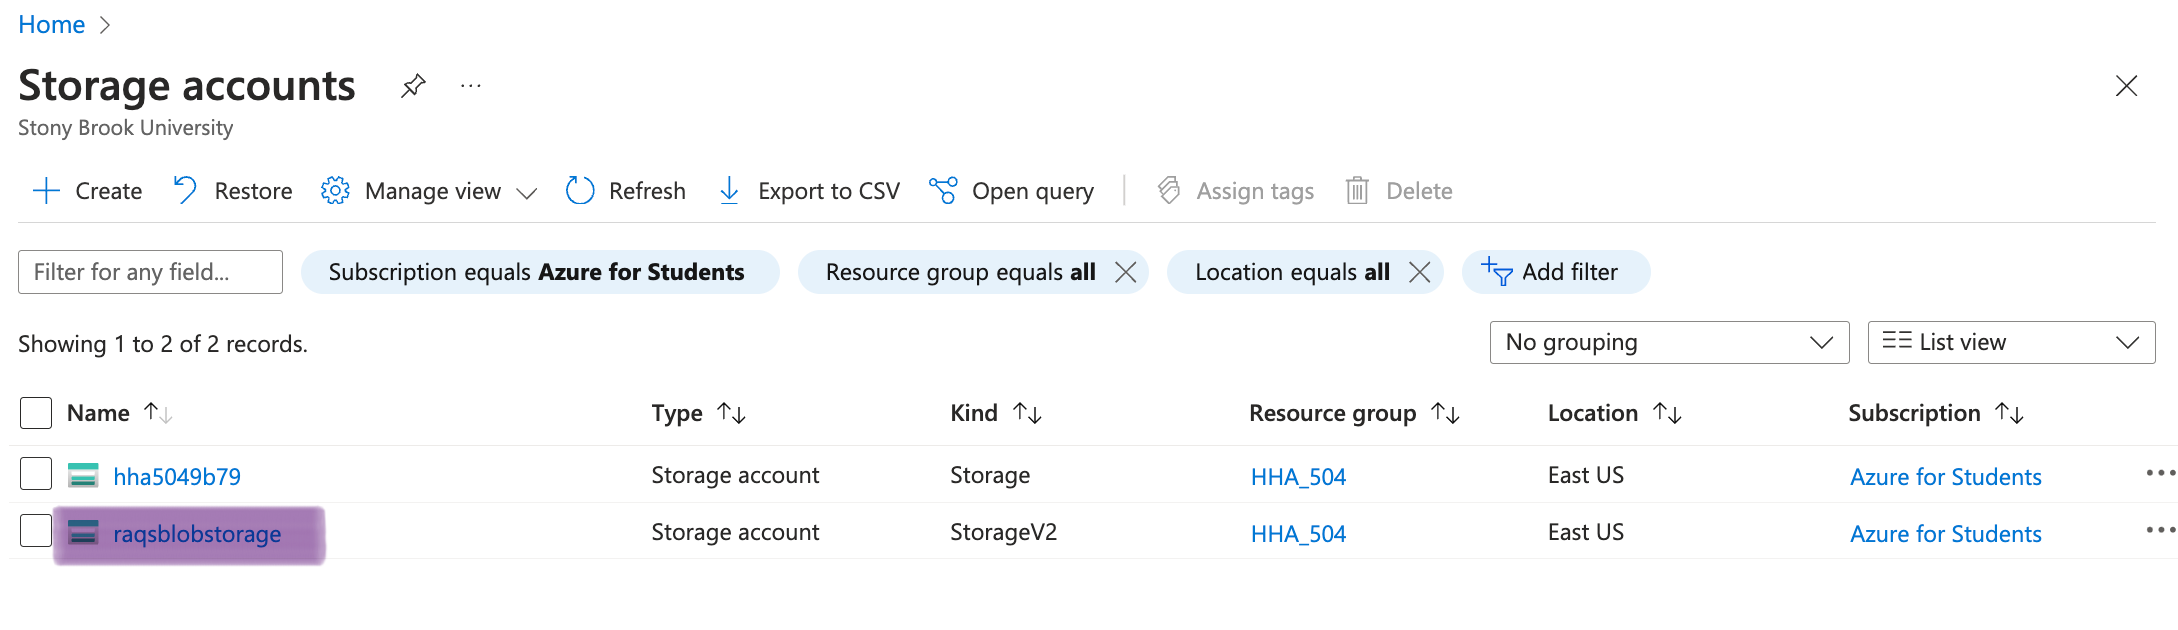 Home
Storage accounts
Stony Brook University
Create Restore Manage view Refresh Export to CSV Open query Assign tags Delete
Filter for any field... Subscription equals Azure for Students Resource group equals all Location equals all Add filter
Showing 1 to 2 of 2 records. No grouping List view
Name Type Kind Resource group Location Subscription
hha5049b79 Storage account Storage HHA_504 East US Azure for Students
raqsblobstorage Storage account StorageV2 HHA_504 East US Azure for Students